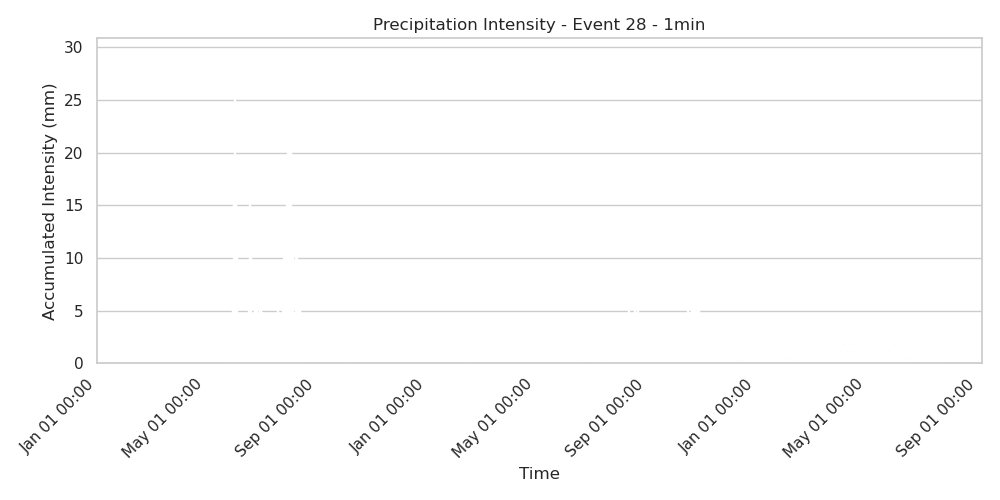 Precipitation Intensity - Event 28 - 1min
Accumulated Intensity (mm)
30
25
20
15
10
5
0
Jan 01 00:00
May 01 00:00
Sep 01 00:00
Jan 01 00:00
May 01 00:00
Sep 01 00:00
Jan 01 00:00
May 01 00:00
Sep 01 00:00
Time